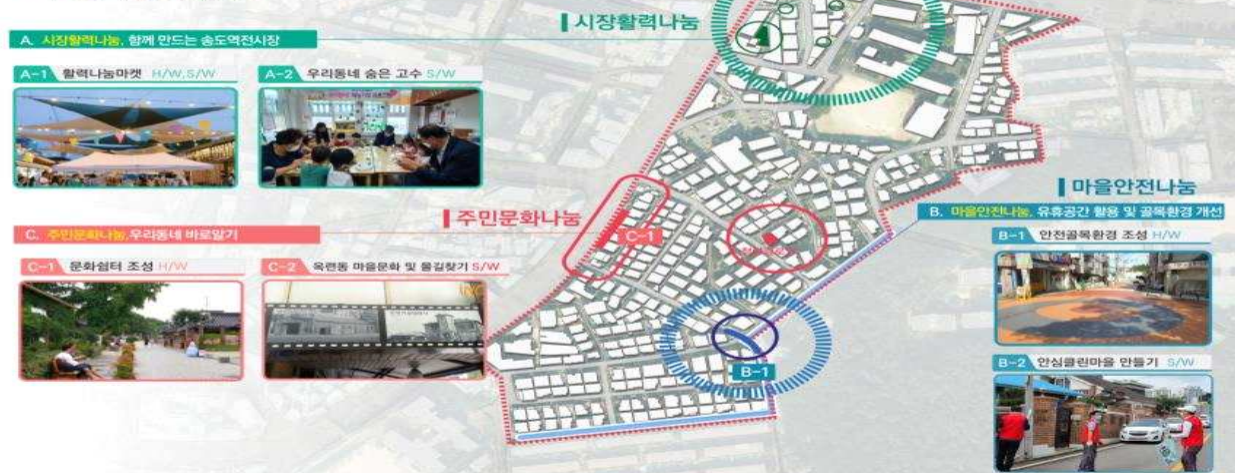 시장활력나눔
A. 시장활력나눔, 함께 만드는 송도역전시장
A-1 활력나눔마켓 H/W,S/W
A-2 우리동네 숨은 고수 S/W
마을안전나눔
B. 마을안전나눔, 유휴공간 활용 및 골목환경 개선
B-1 안전골목환경 조성 H/W
B-2 안심클린마을 만들기 S/W
주민문화나눔
C. 주민문화나눔,우리동네 바로알기
C-1 문화쉼터 조성 H/W
C-2 옥련동 마을문화 및 물길찾기 S/W
C-1
B-1